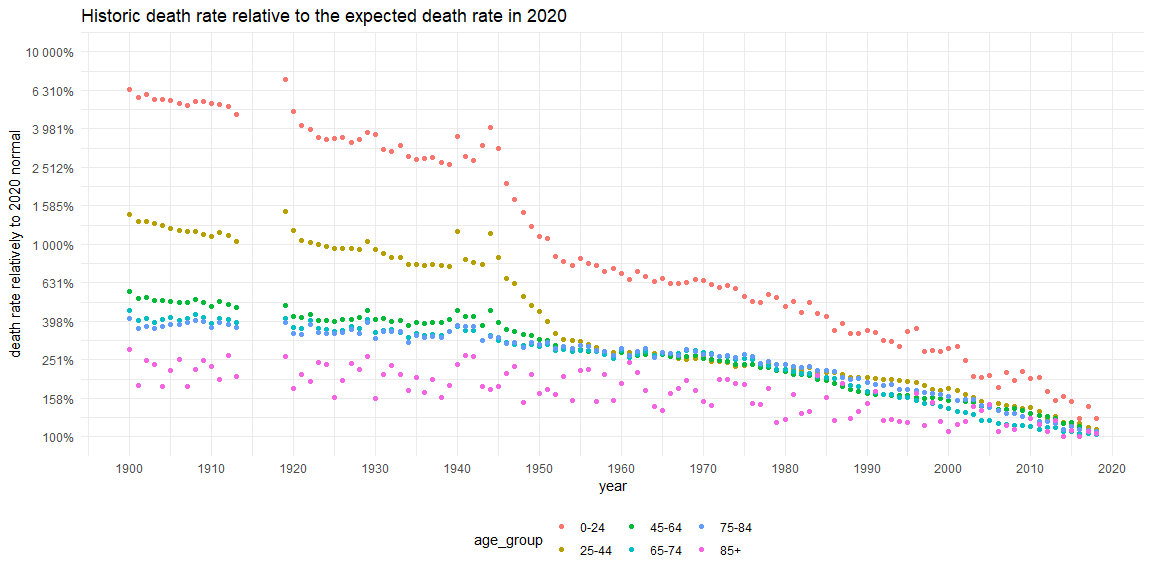 Historic death rate relative to the expected death rate in 2020
death rate relatively to 2020 normal
10 000%
6 310%
3 981%
2 512%
1 585%
1 000%
631%
398%
251%
158%
100%
1900 1910 1920 1930 1940 1950 1960 1970 1980 1990 2000 2010 2020
year
age_group
0-24 45-64 75-84
25-44 65-74 85+